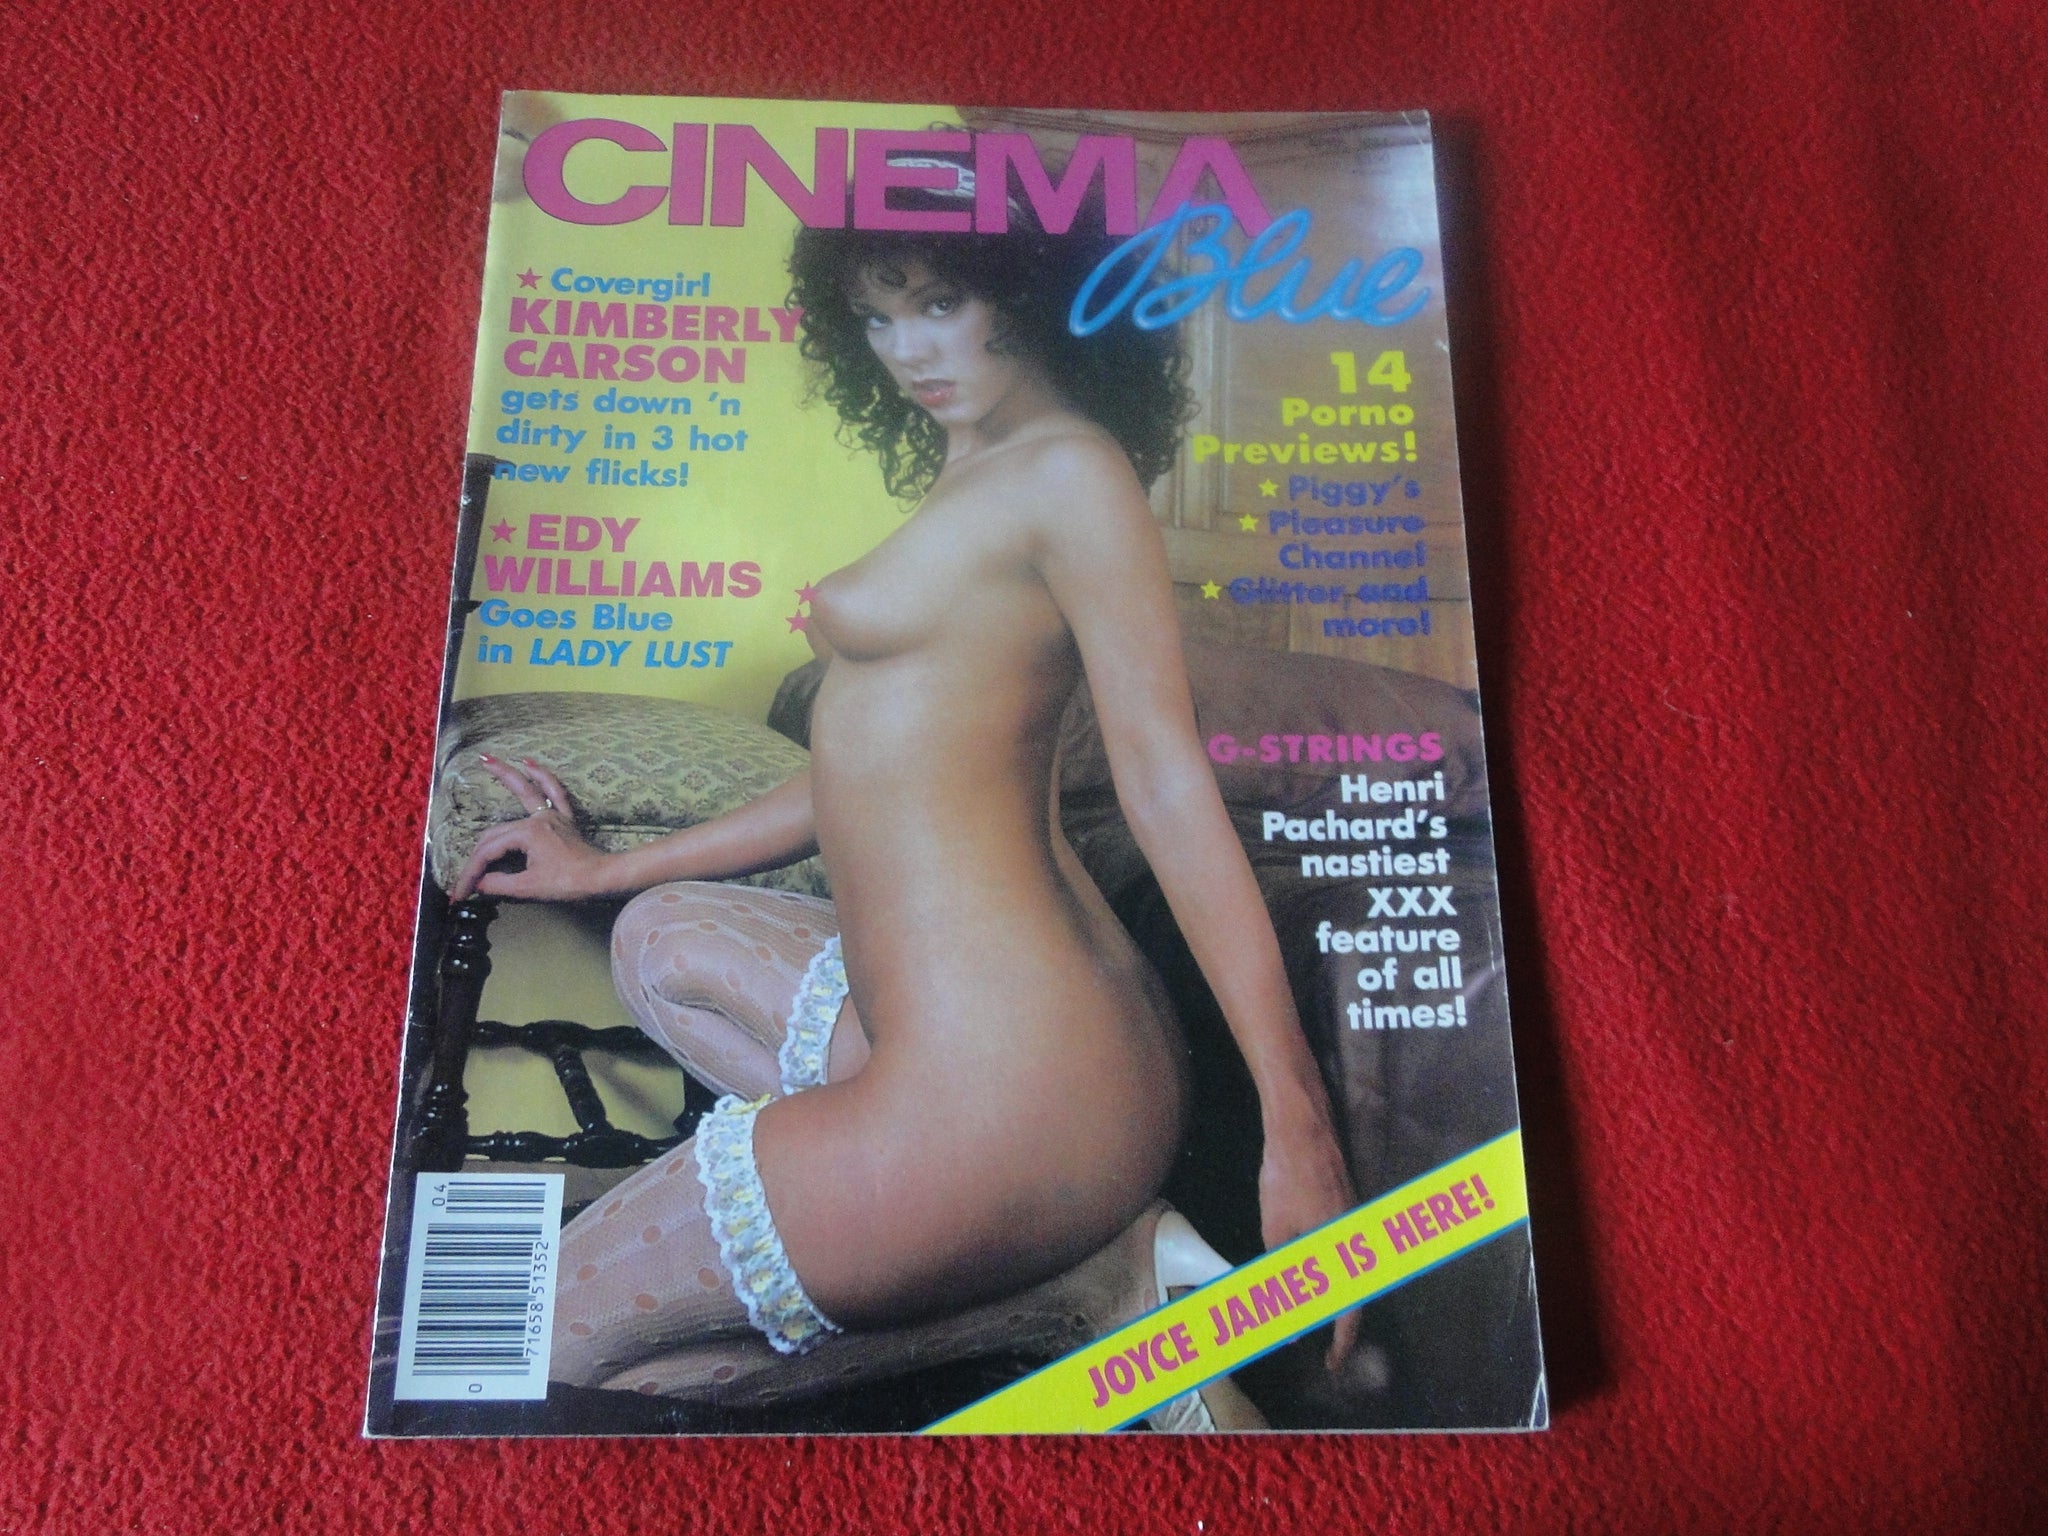 CINEMA
Blue
Covergirl
KIMBERLY
CARSON
gets down 'n
dirty in 3 hot
new flicks!
EDY
WILLIAMS
Goes Blue
in LADY LUST
14
Porno
Previews!
Piggy's
Pleasure
Channel
Glitter, and
more!
G-STRINGS
Henri
Pachard's
nastiest
XXX
feature
of all
times!
JOYCE JAMES IS HERE!
04
0
71658 51352